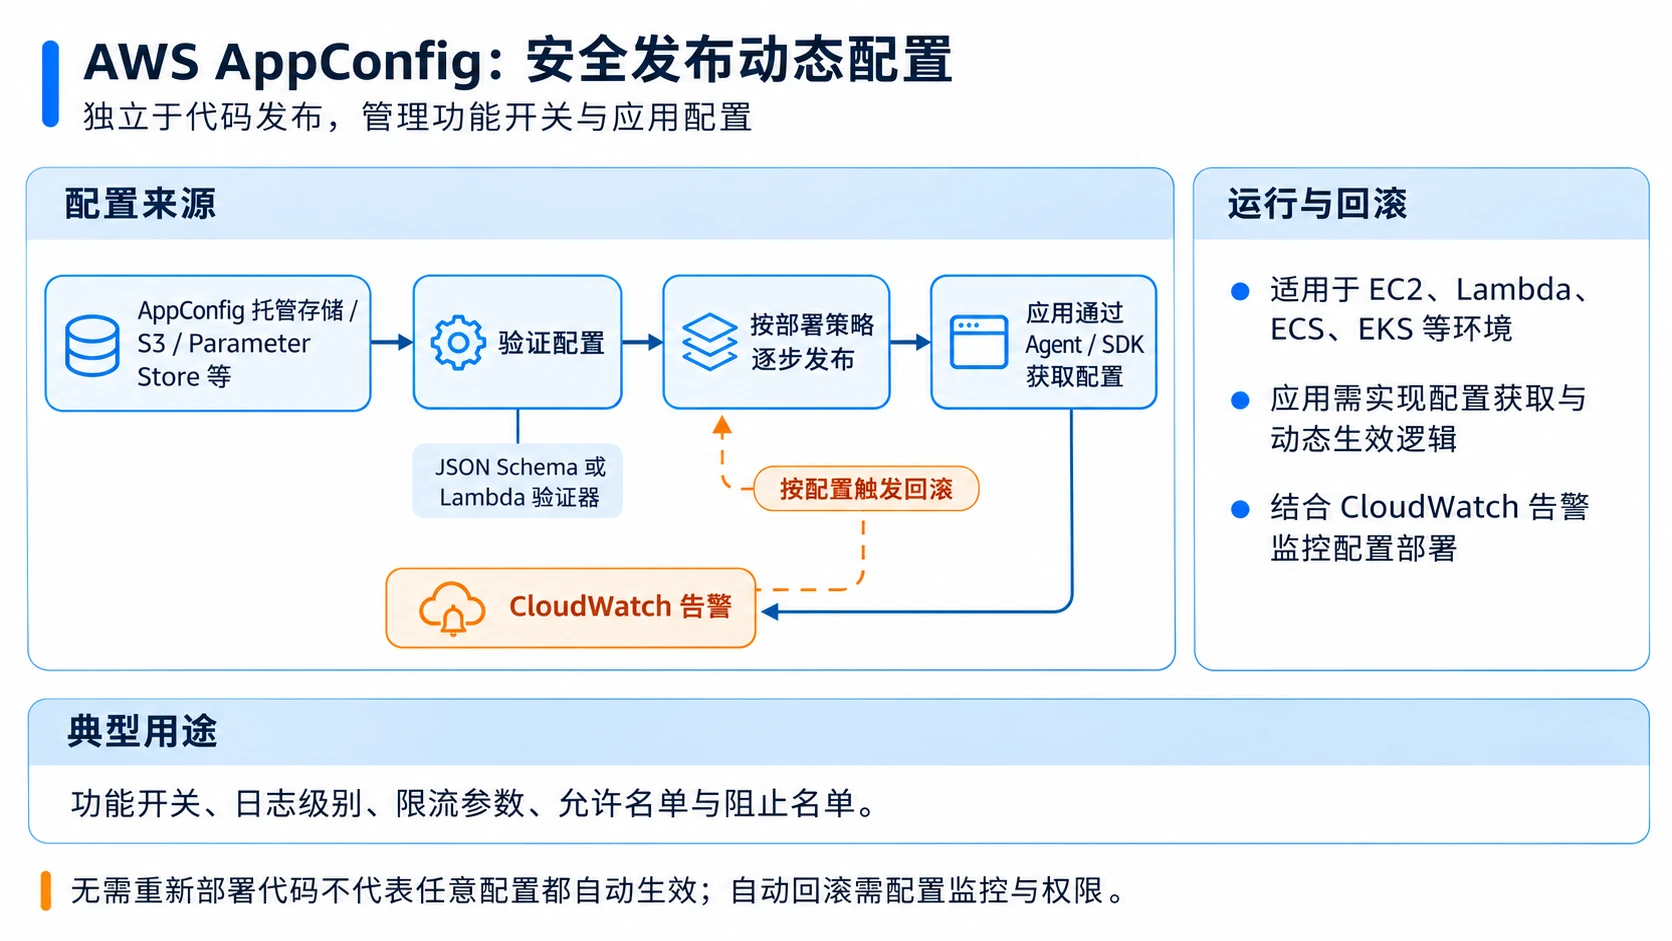 AWS AppConfig：安全发布动态配置
独立于代码发布，管理功能开关与应用配置
配置来源
AppConfig 托管存储 /
S3 / Parameter
Store 等
验证配置
按部署策略
逐步发布
应用通过
Agent / SDK
获取配置
JSON Schema 或
Lambda 验证器
按配置触发回滚
CloudWatch 告警
运行与回滚
适用于 EC2、Lambda、
ECS、EKS 等环境
应用需实现配置获取与
动态生效逻辑
结合 CloudWatch 告警
监控配置部署
典型用途
功能开关、日志级别、限流参数、允许名单与阻止名单。
无需重新部署代码不代表任意配置都自动生效；自动回滚需配置监控与权限。